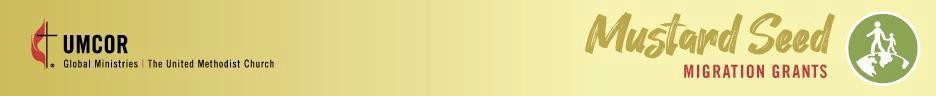 UMCOR
Global Ministries | The United Methodist Church
Mustard Seed
MIGRATION GRANTS